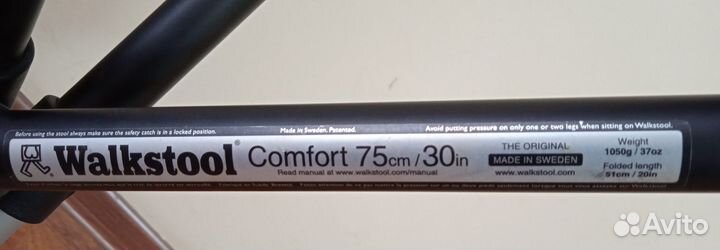 Before using the stool always make sure the safety catch is in a locked position. Made in Sweden. Patented. Avoid putting pressure on only one or two legs when sitting on Walkstool.
Walkstool® Comfort 75cm/30in
Read manual at www.walkstool.com/manual
THE ORIGINAL
MADE IN SWEDEN
www.walkstool.com
Weight
1050g / 37oz
Folded length
51cm / 20in
Avito